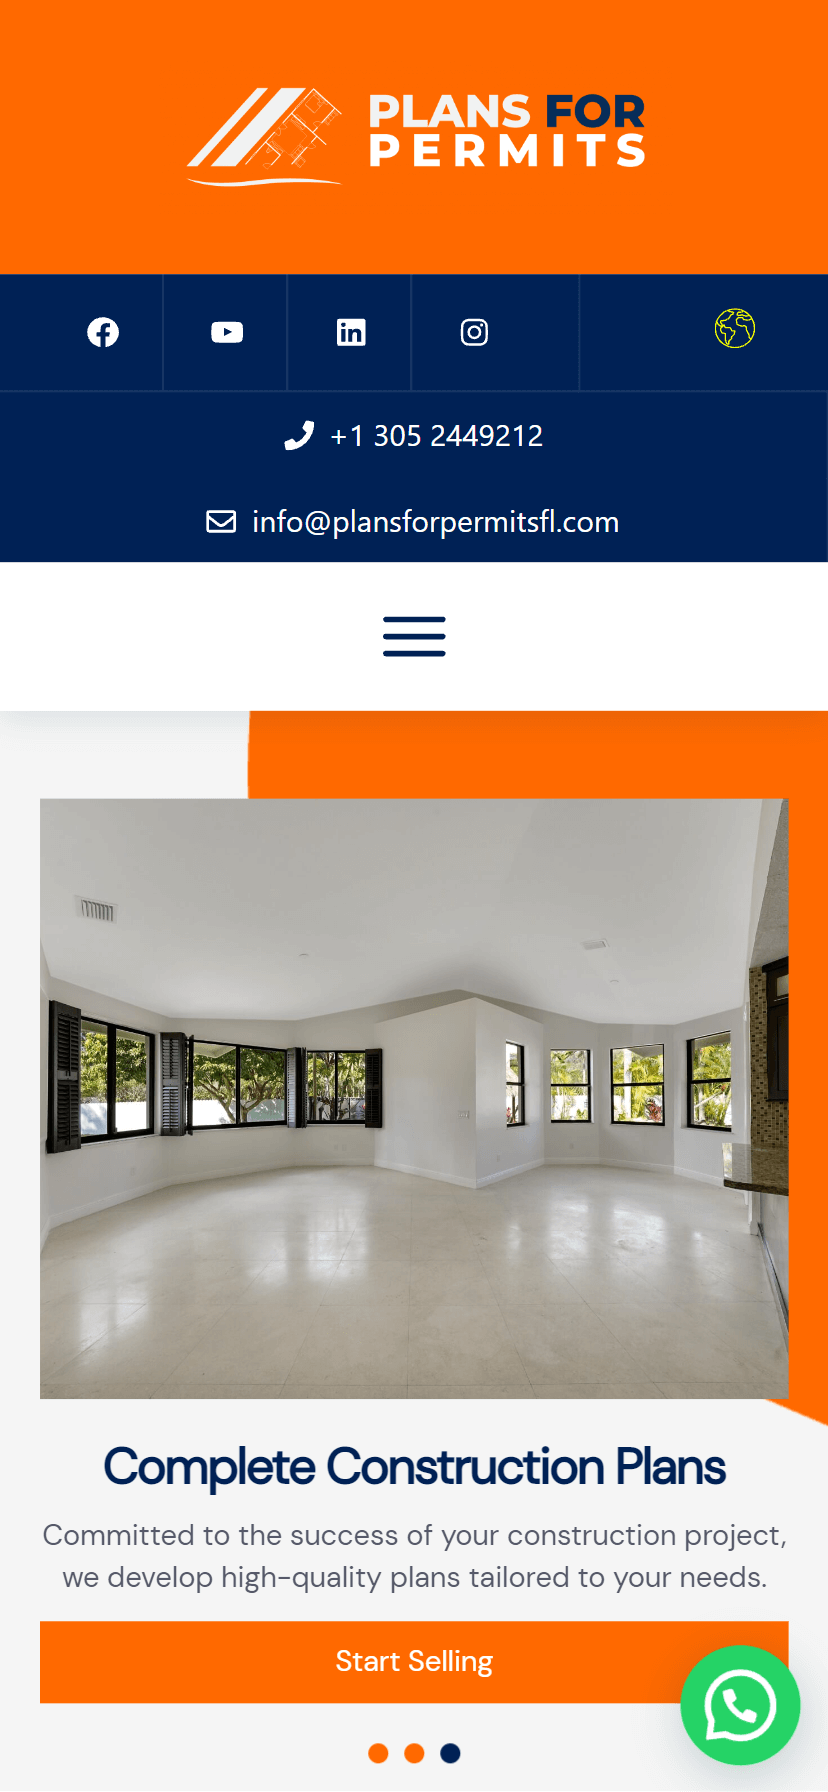 PLANS FOR
PERMITS
+1 305 2449212
info@plansforpermitsfl.com
Complete Construction Plans
Committed to the success of your construction project,
we develop high-quality plans tailored to your needs.
Start Selling